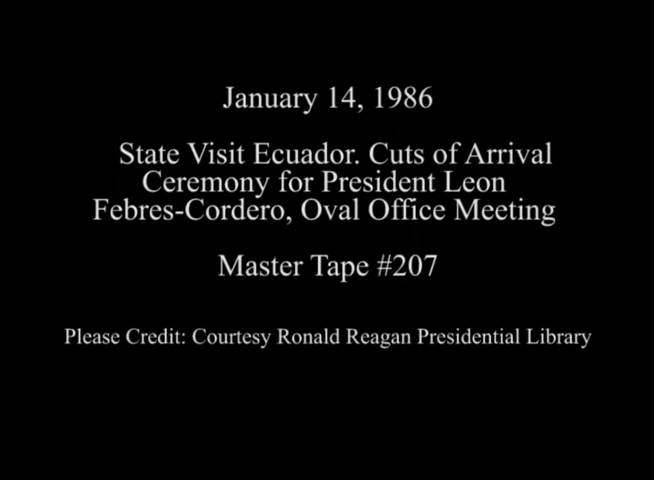 January 14, 1986
State Visit Ecuador. Cuts of Arrival
Ceremony for President Leon
Febres-Cordero, Oval Office Meeting
Master Tape #207
Please Credit: Courtesy Ronald Reagan Presidential Library